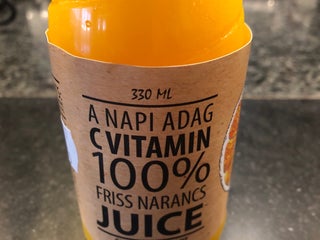 330 ML
A NAPI ADAG
C VITAMIN
100%
FRISS NARANCS
JUICE